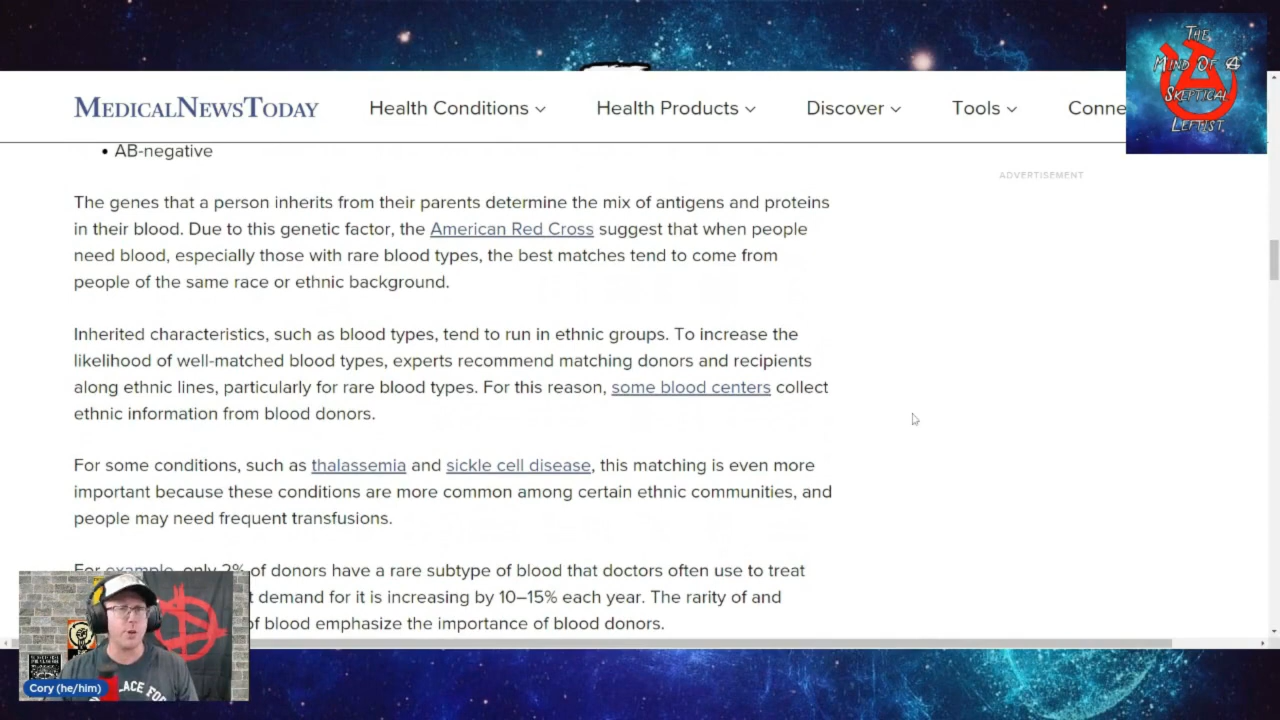 THE
MIND OF A
SKEPTICAL
LEFTIST
MEDICALNEWSTODAY
Health Conditions
Health Products
Discover
Tools
Conne
• AB-negative
ADVERTISEMENT
The genes that a person inherits from their parents determine the mix of antigens and proteins
in their blood. Due to this genetic factor, the American Red Cross suggest that when people
need blood, especially those with rare blood types, the best matches tend to come from
people of the same race or ethnic background.
Inherited characteristics, such as blood types, tend to run in ethnic groups. To increase the
likelihood of well-matched blood types, experts recommend matching donors and recipients
along ethnic lines, particularly for rare blood types. For this reason, some blood centers collect
ethnic information from blood donors.
For some conditions, such as thalassemia and sickle cell disease, this matching is even more
important because these conditions are more common among certain ethnic communities, and
people may need frequent transfusions.
For example, only 2% of donors have a rare subtype of blood that doctors often use to treat
demand for it is increasing by 10–15% each year. The rarity of and
of blood emphasize the importance of blood donors.
Cory (he/him)
LACE FO